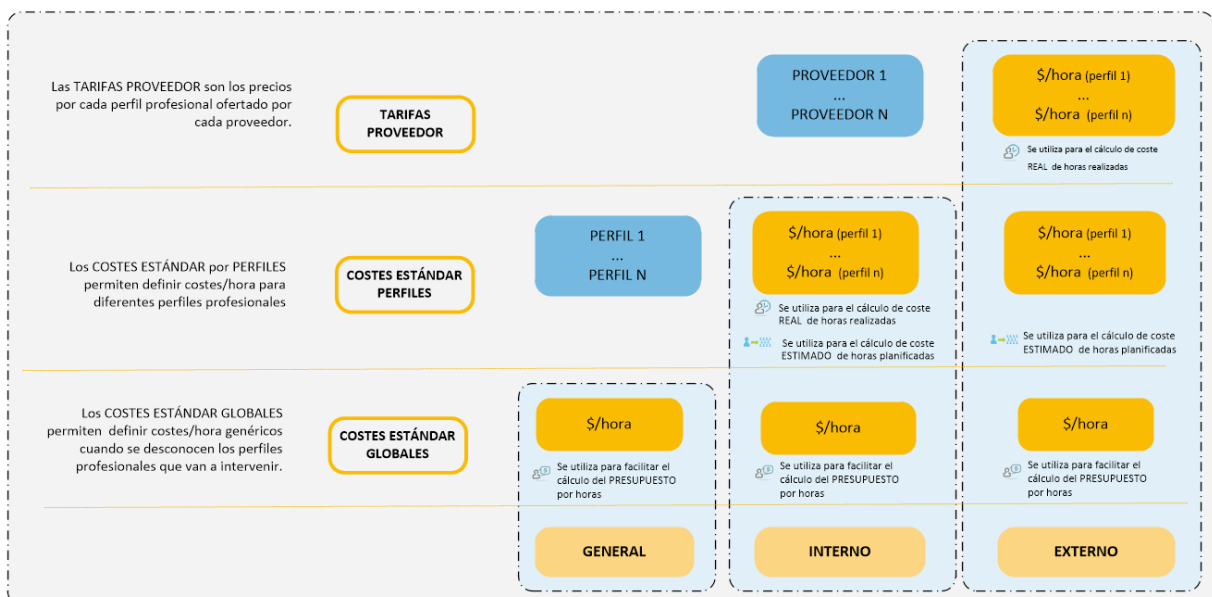 Las TARIFAS PROVEEDOR son los precios
por cada perfil profesional ofertado por
cada proveedor.
TARIFAS
PROVEEDOR
PROVEEDOR 1
...
PROVEEDOR N
$/hora (perfil 1)
...
$/hora (perfil n)
Se utiliza para el cálculo de coste
REAL de horas realizadas
Los COSTES ESTÁNDAR por PERFILES
permiten definir costes/hora para
diferentes perfiles profesionales
COSTES ESTÁNDAR
PERFILES
PERFIL 1
...
PERFIL N
$/hora (perfil 1)
...
$/hora (perfil n)
Se utiliza para el cálculo de coste
REAL de horas realizadas
Se utiliza para el cálculo de coste
ESTIMADO de horas planificadas
$/hora (perfil 1)
...
$/hora (perfil n)
Se utiliza para el cálculo de coste
ESTIMADO de horas planificadas
Los COSTES ESTÁNDAR GLOBALES
permiten definir costes/hora genéricos
cuando se desconocen los perfiles
profesionales que van a intervenir.
COSTES ESTÁNDAR
GLOBALES
$/hora
Se utiliza para facilitar el
cálculo del PRESUPUESTO
por horas
$/hora
Se utiliza para facilitar el
cálculo del PRESUPUESTO
por horas
$/hora
Se utiliza para facilitar el
cálculo del PRESUPUESTO
por horas
GENERAL
INTERNO
EXTERNO